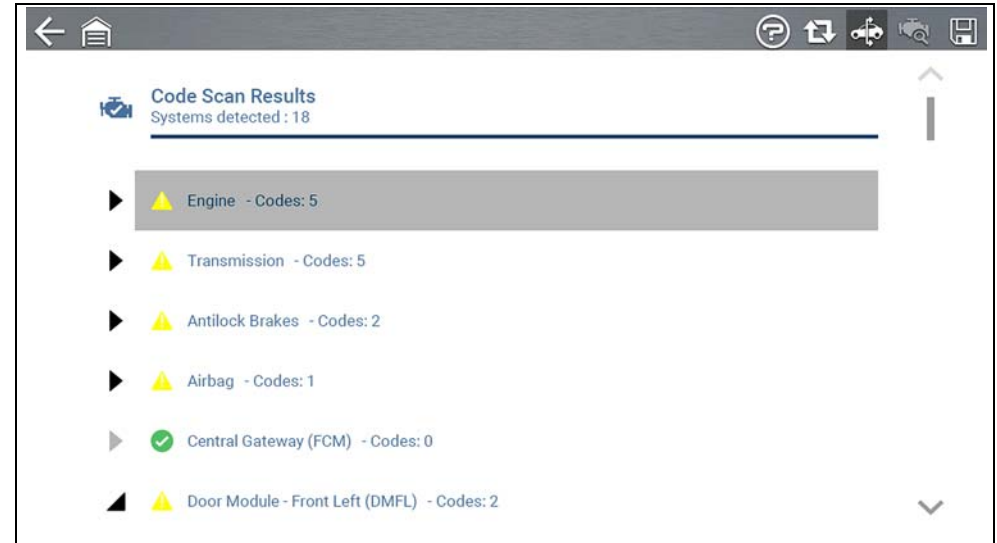 Code Scan Results
Systems detected : 18
Engine - Codes: 5
Transmission - Codes: 5
Antilock Brakes - Codes: 2
Airbag - Codes: 1
Central Gateway (FCM) - Codes: 0
Door Module - Front Left (DMFL) - Codes: 2